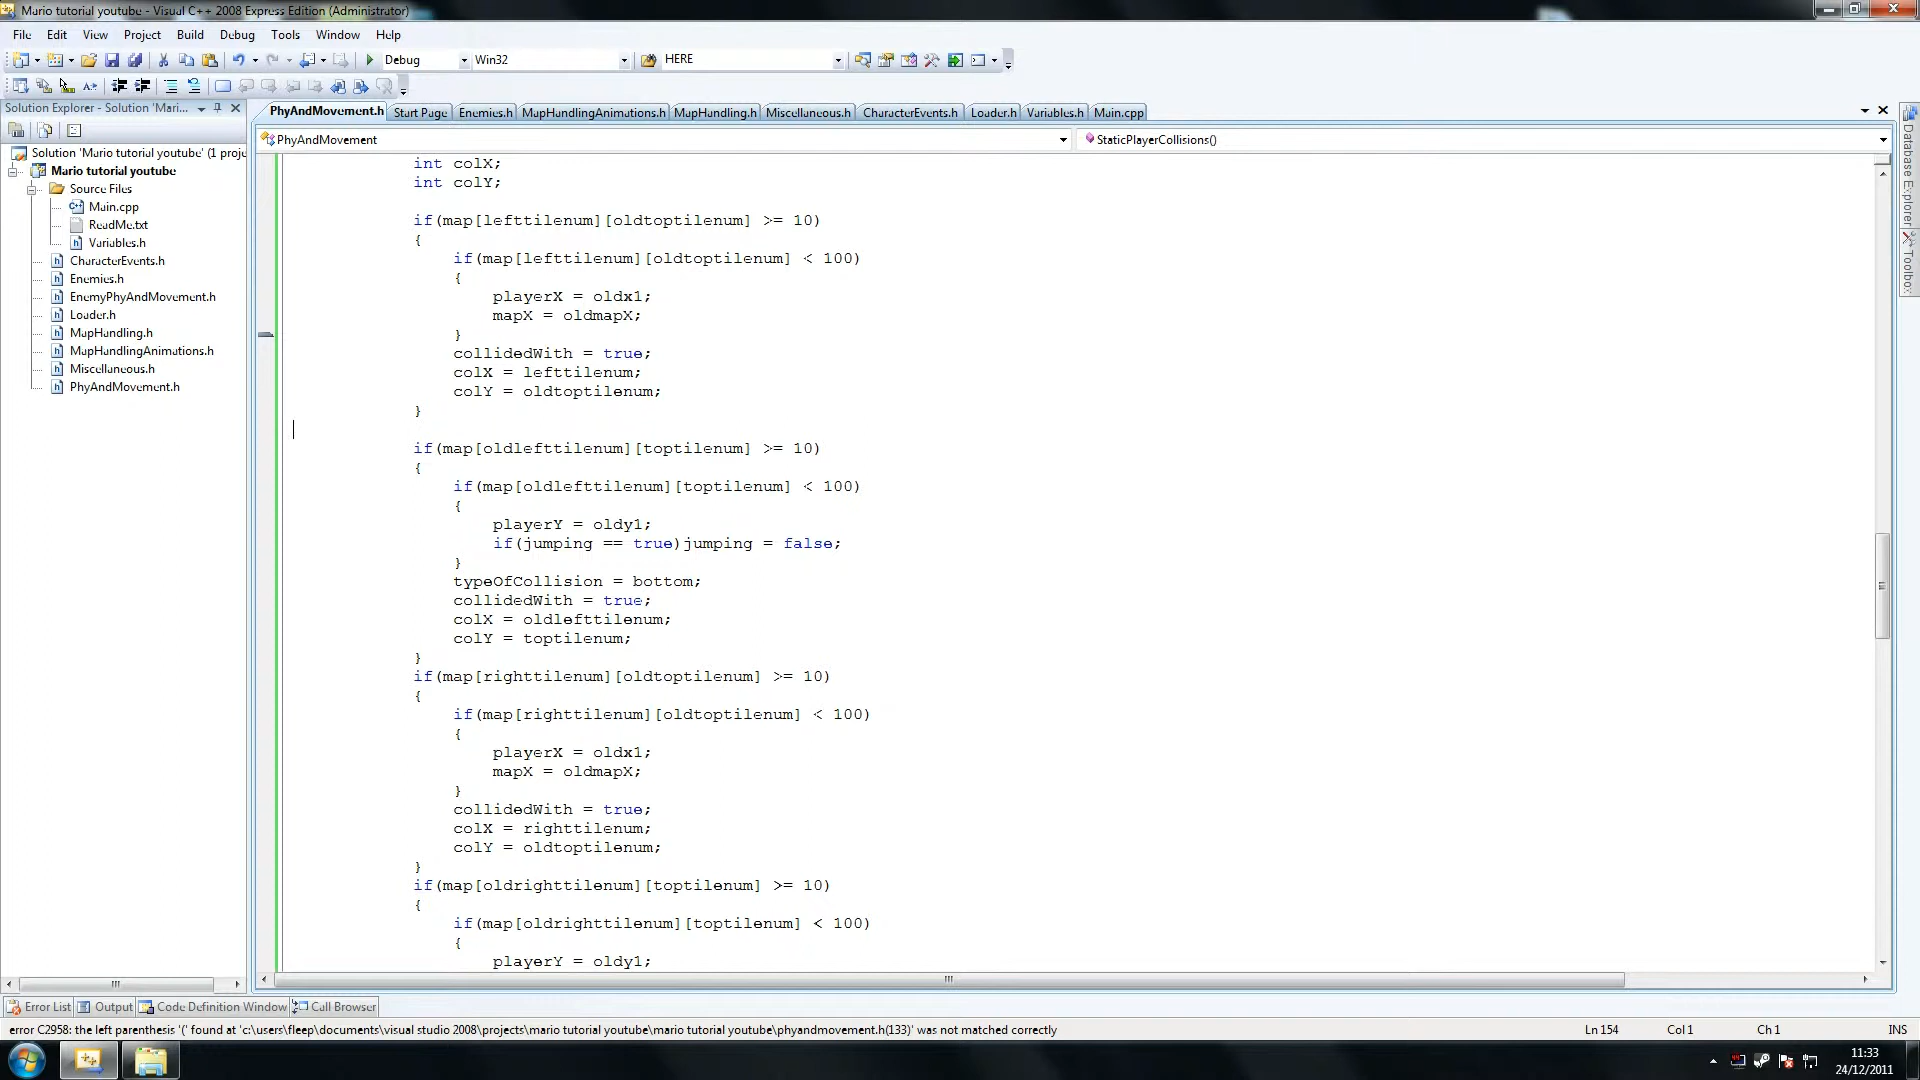 Mario tutorial youtube - Visual C++ 2008 Express Edition (Administrator)
File Edit View Project Build Debug Tools Window Help
Debug Win32 HERE
Solution Explorer - Solution 'Mari...
PhyAndMovement.h Start Page Enemies.h MapHandlingAnimations.h MapHandling.h Miscellaneous.h CharacterEvents.h Loader.h Variables.h Main.cpp
PhyAndMovement StaticPlayerCollisions()
Solution 'Mario tutorial youtube' (1 proje
Mario tutorial youtube
Source Files
Main.cpp
ReadMe.txt
Variables.h
CharacterEvents.h
Enemies.h
EnemyPhyAndMovement.h
Loader.h
MapHandling.h
MapHandlingAnimations.h
Miscellaneous.h
PhyAndMovement.h
int colX;
int colY;
if(map[lefttilenum][oldtoptilenum] >= 10)
{
if(map[lefttilenum][oldtoptilenum] < 100)
{
playerX = oldx1;
mapX = oldmapX;
}
collidedWith = true;
colX = lefttilenum;
colY = oldtoptilenum;
}
if(map[oldlefttilenum][toptilenum] >= 10)
{
if(map[oldlefttilenum][toptilenum] < 100)
{
playerY = oldy1;
if(jumping == true)jumping = false;
}
typeOfCollision = bottom;
collidedWith = true;
colX = oldlefttilenum;
colY = toptilenum;
}
if(map[righttilenum][oldtoptilenum] >= 10)
{
if(map[righttilenum][oldtoptilenum] < 100)
{
playerX = oldx1;
mapX = oldmapX;
}
collidedWith = true;
colX = righttilenum;
colY = oldtoptilenum;
}
if(map[oldrighttilenum][toptilenum] >= 10)
{
if(map[oldrighttilenum][toptilenum] < 100)
{
playerY = oldy1;
Database Explorer
Toolbox
Error List Output Code Definition Window Call Browser
error C2958: the left parenthesis '(' found at 'c:\users\fleep\documents\visual studio 2008\projects\mario tutorial youtube\mario tutorial youtube\phyandmovement.h(133)' was not matched correctly Ln 154 Col 1 Ch 1 INS
11:33
24/12/2011